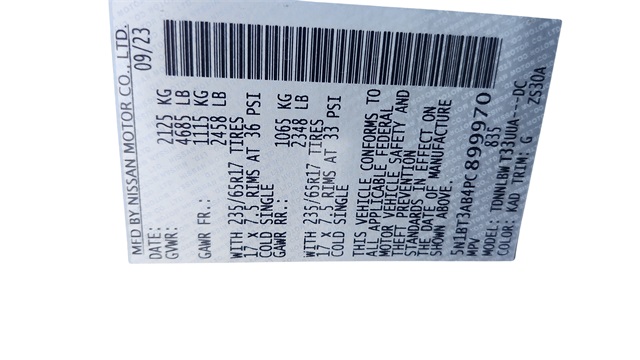 MFD BY NISSAN MOTOR CO., LTD.
DATE: 09/23
GVWR: 2125 KG
4685 LB
GAWR FR.: 1115 KG
2458 LB
WITH 235/65R17 TIRES
17 X 7.5 RIMS AT 36 PSI
COLD SINGLE
GAWR RR.: 1065 KG
2348 LB
WITH 235/65R17 TIRES
17 X 7.5 RIMS AT 33 PSI
COLD SINGLE
THIS VEHICLE CONFORMS TO
ALL APPLICABLE FEDERAL
MOTOR VEHICLE SAFETY AND
THEFT PREVENTION
STANDARDS IN EFFECT ON
THE DATE OF MANUFACTURE
SHOWN ABOVE.
5N1BT3AB4PC899970
MPV 835
MODEL: TDNNLBW T33UUA---DC
COLOR: KAD TRIM: G ZS30A